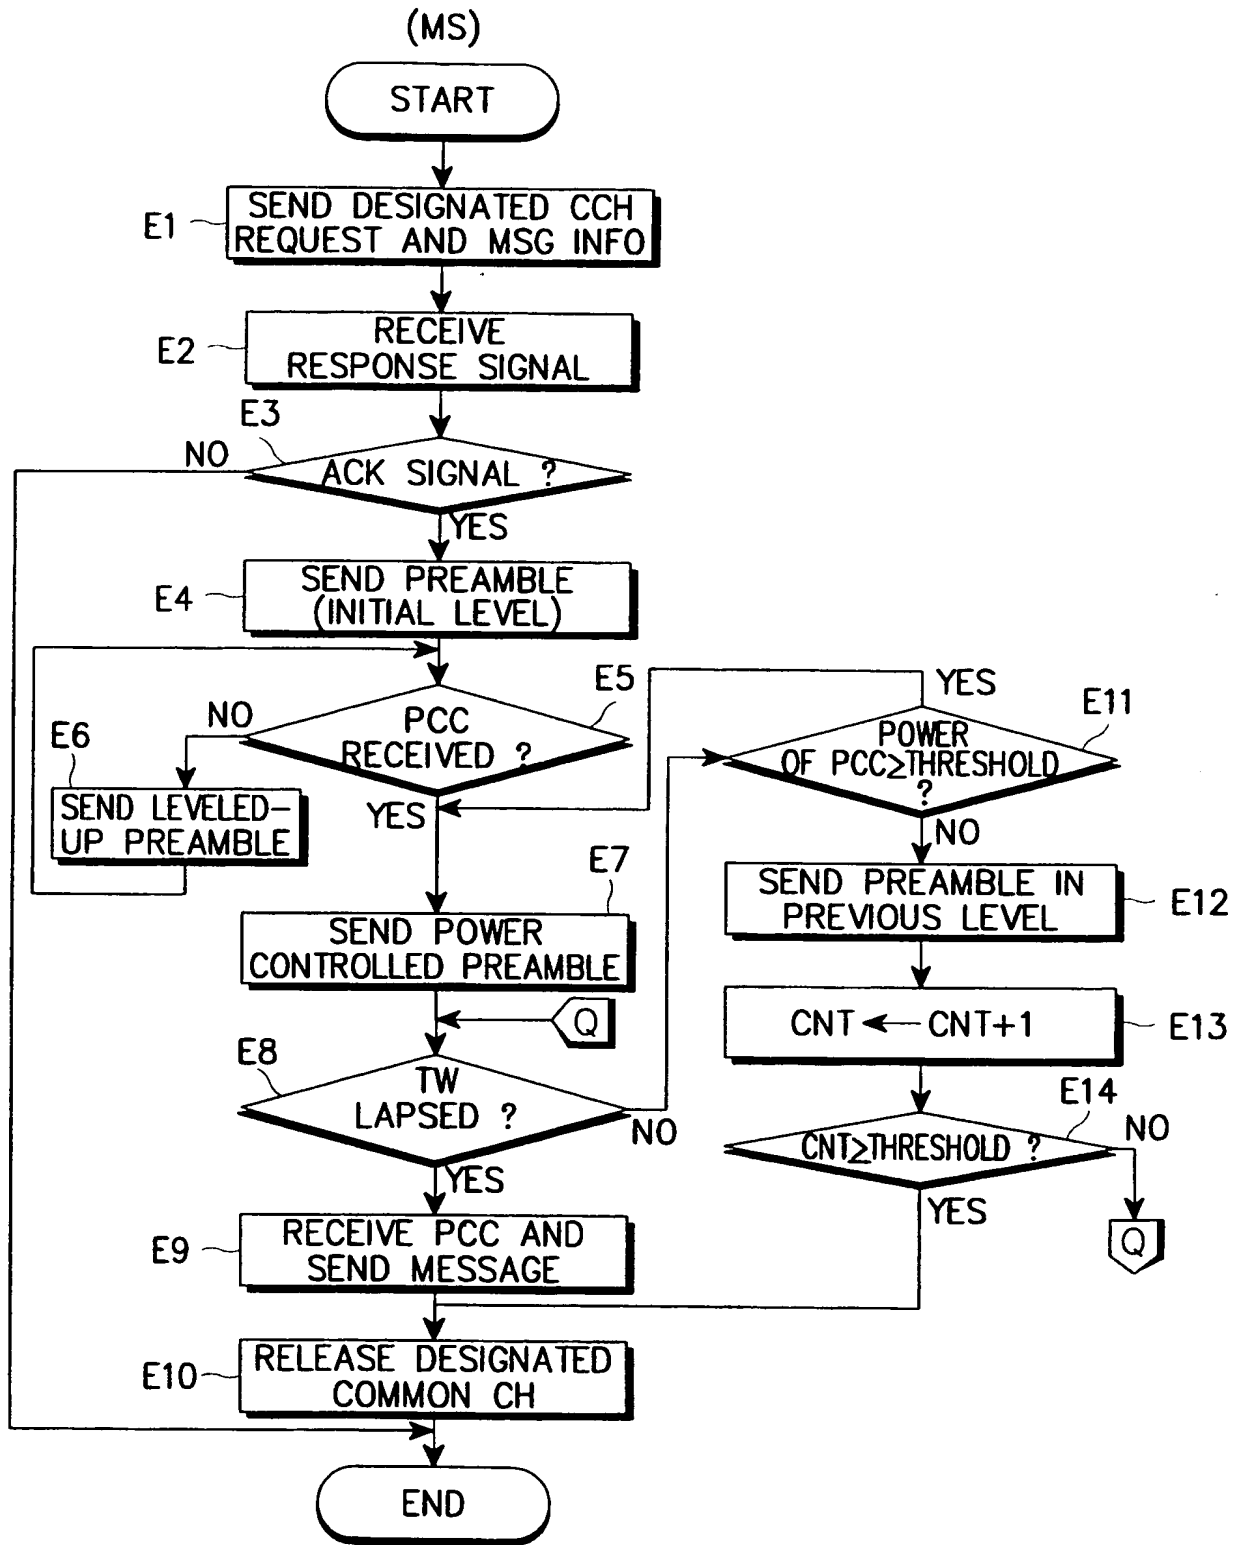 (MS)
START
E1
SEND DESIGNATED CCH
REQUEST AND MSG INFO
E2
RECEIVE
RESPONSE SIGNAL
E3
NO
ACK SIGNAL ?
YES
E4
SEND PREAMBLE
(INITIAL LEVEL)
E5
NO
PCC
RECEIVED ?
YES
E6
SEND LEVELED-
UP PREAMBLE
E7
SEND POWER
CONTROLLED PREAMBLE
Q
E8
TW
LAPSED ?
NO
YES
E9
RECEIVE PCC AND
SEND MESSAGE
E10
RELEASE DESIGNATED
COMMON CH
END
YES
E11
POWER
OF PCC≥THRESHOLD
?
NO
SEND PREAMBLE IN
PREVIOUS LEVEL
E12
CNT ← CNT+1
E13
E14
CNT≥THRESHOLD ?
NO
YES
Q